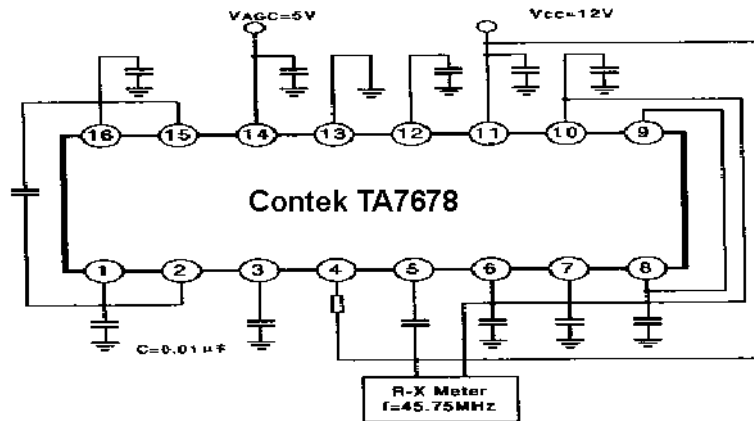 VAGC=5V
Vcc=12V
16 15 14 13 12 11 10 9
Contek TA7678
1 2 3 4 5 6 7 8
C=0.01μF
R-X Meter
f=45.75MHz